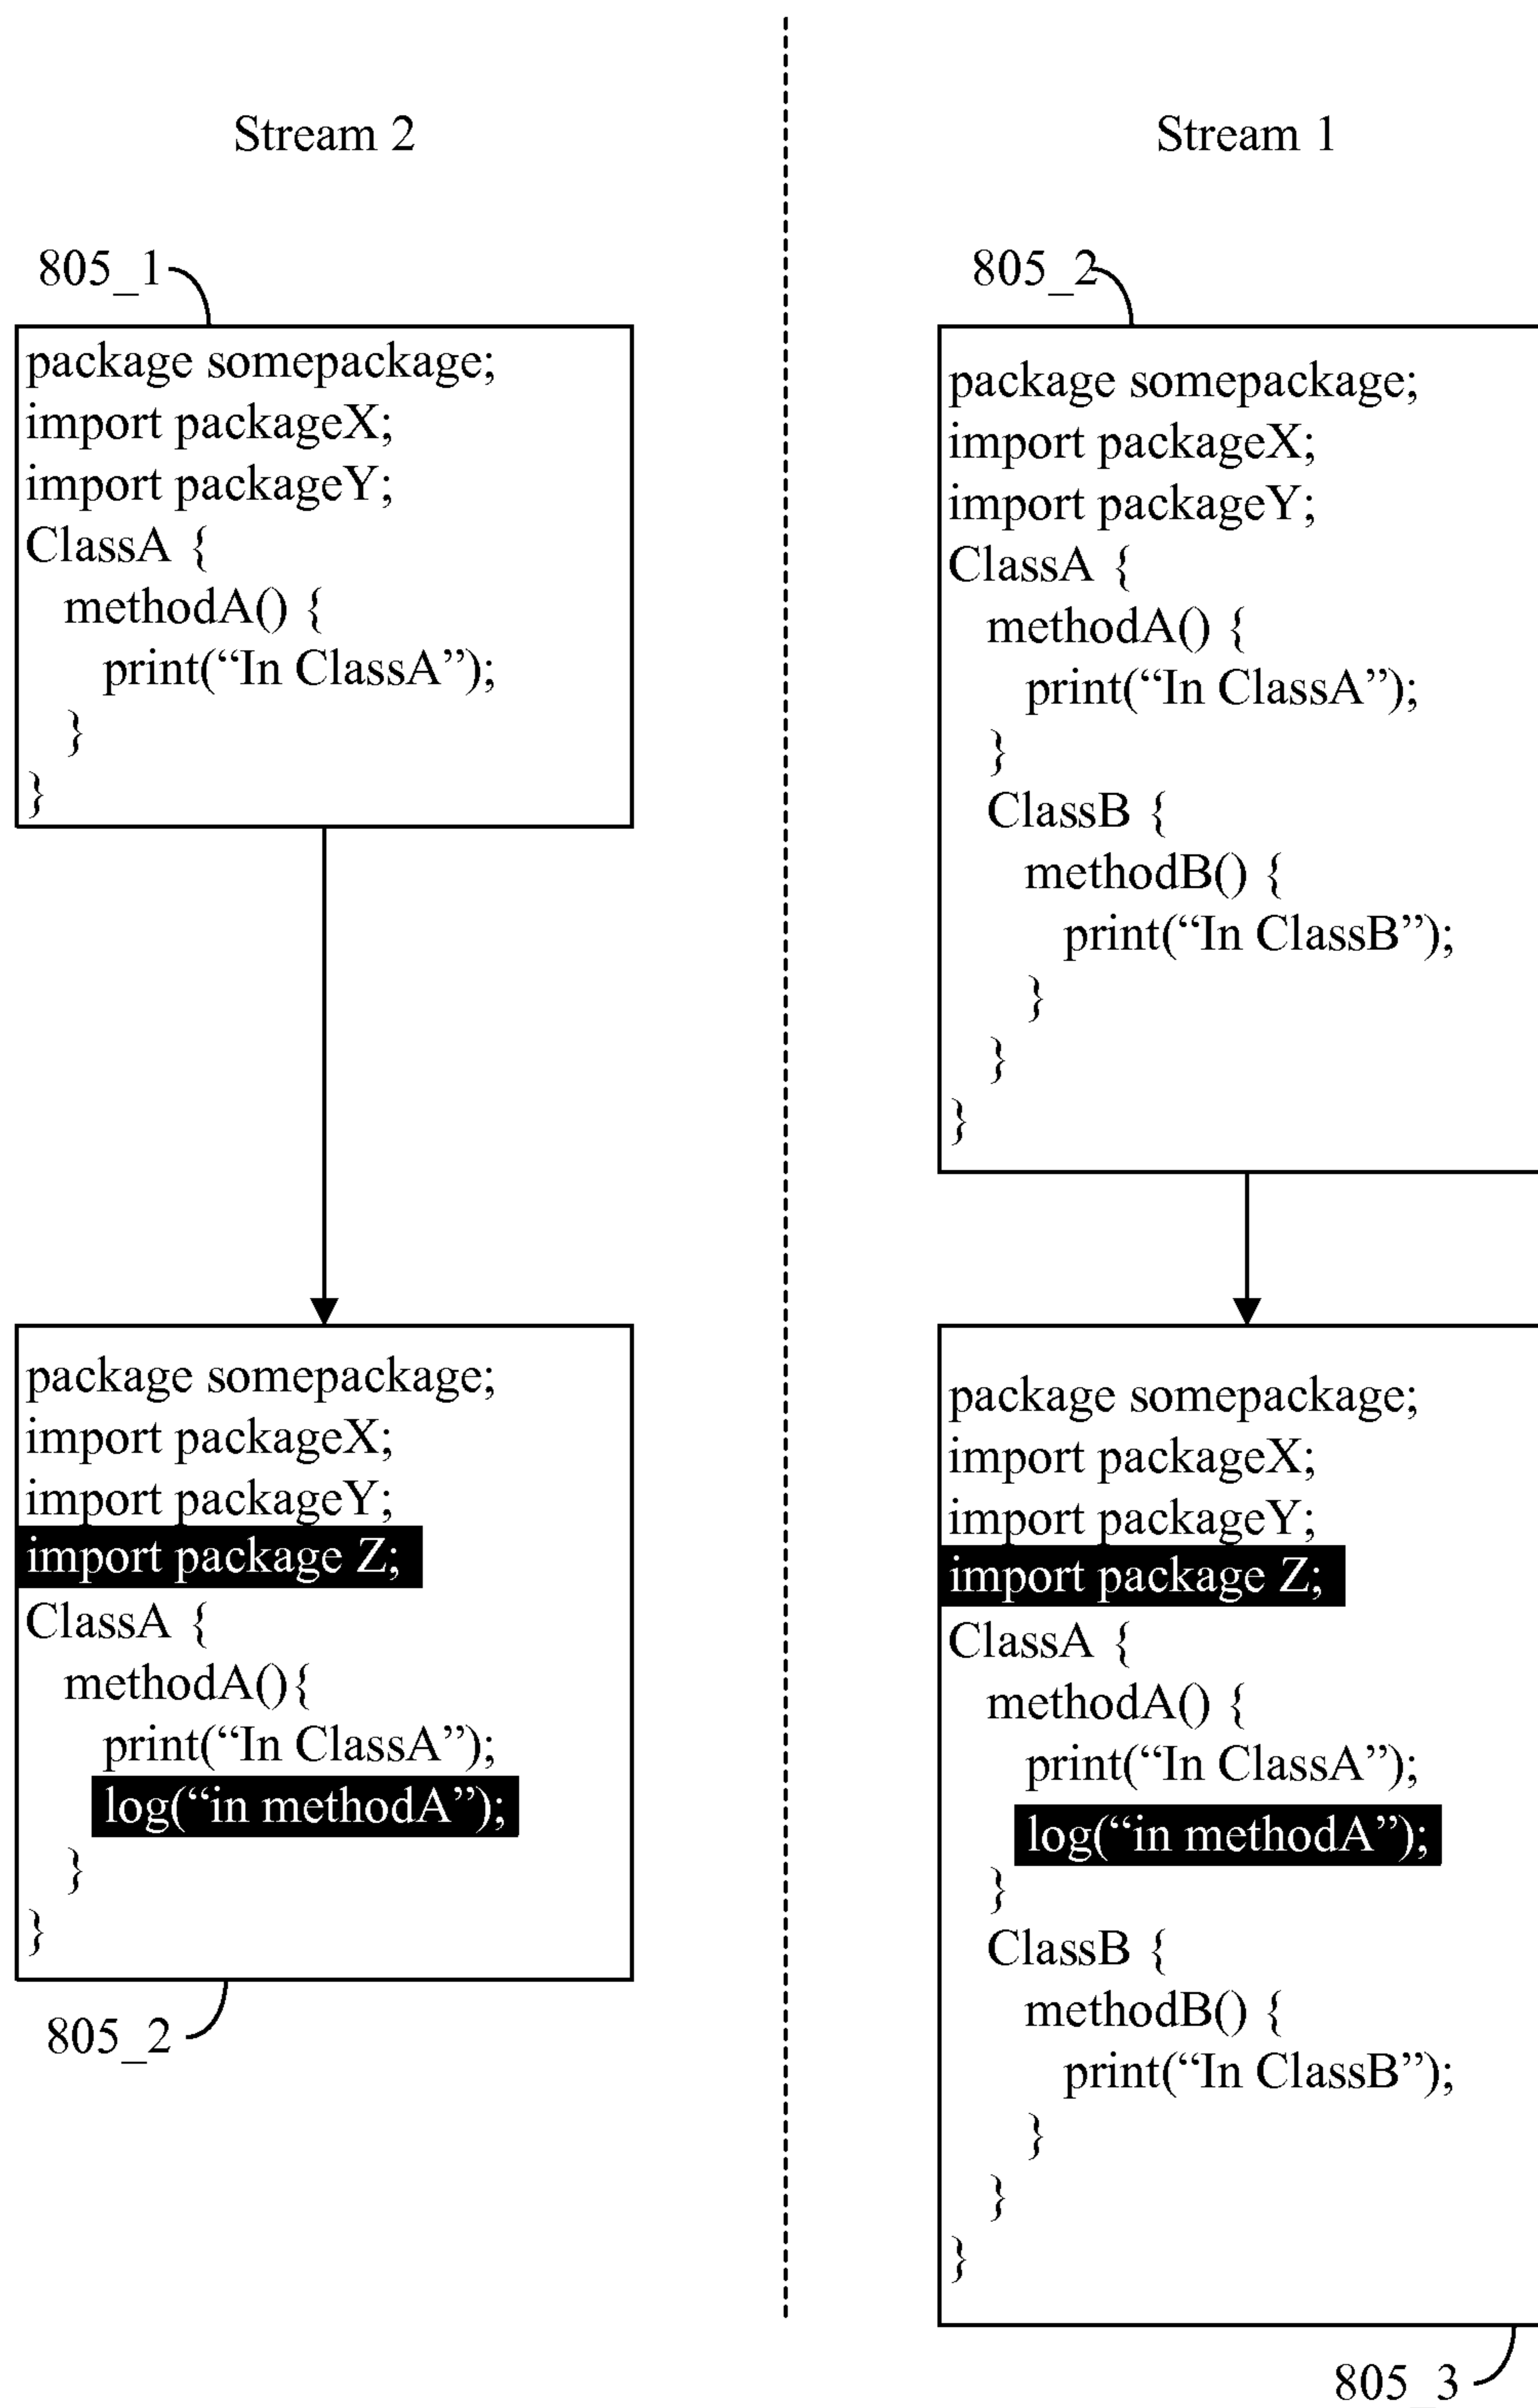 Stream 2
805_1
package somepackage;
import packageX;
import packageY;
ClassA {
methodA() {
print(“In ClassA”);
}
}
package somepackage;
import packageX;
import packageY;
import package Z;
ClassA {
methodA(){
print(“In ClassA”);
log(“in methodA”);
}
}
805_2
Stream 1
805_2
package somepackage;
import packageX;
import packageY;
ClassA {
methodA() {
print(“In ClassA”);
}
ClassB {
methodB() {
print(“In ClassB”);
}
}
}
package somepackage;
import packageX;
import packageY;
import package Z;
ClassA {
methodA() {
print(“In ClassA”);
log(“in methodA”);
}
ClassB {
methodB() {
print(“In ClassB”);
}
}
}
805_3